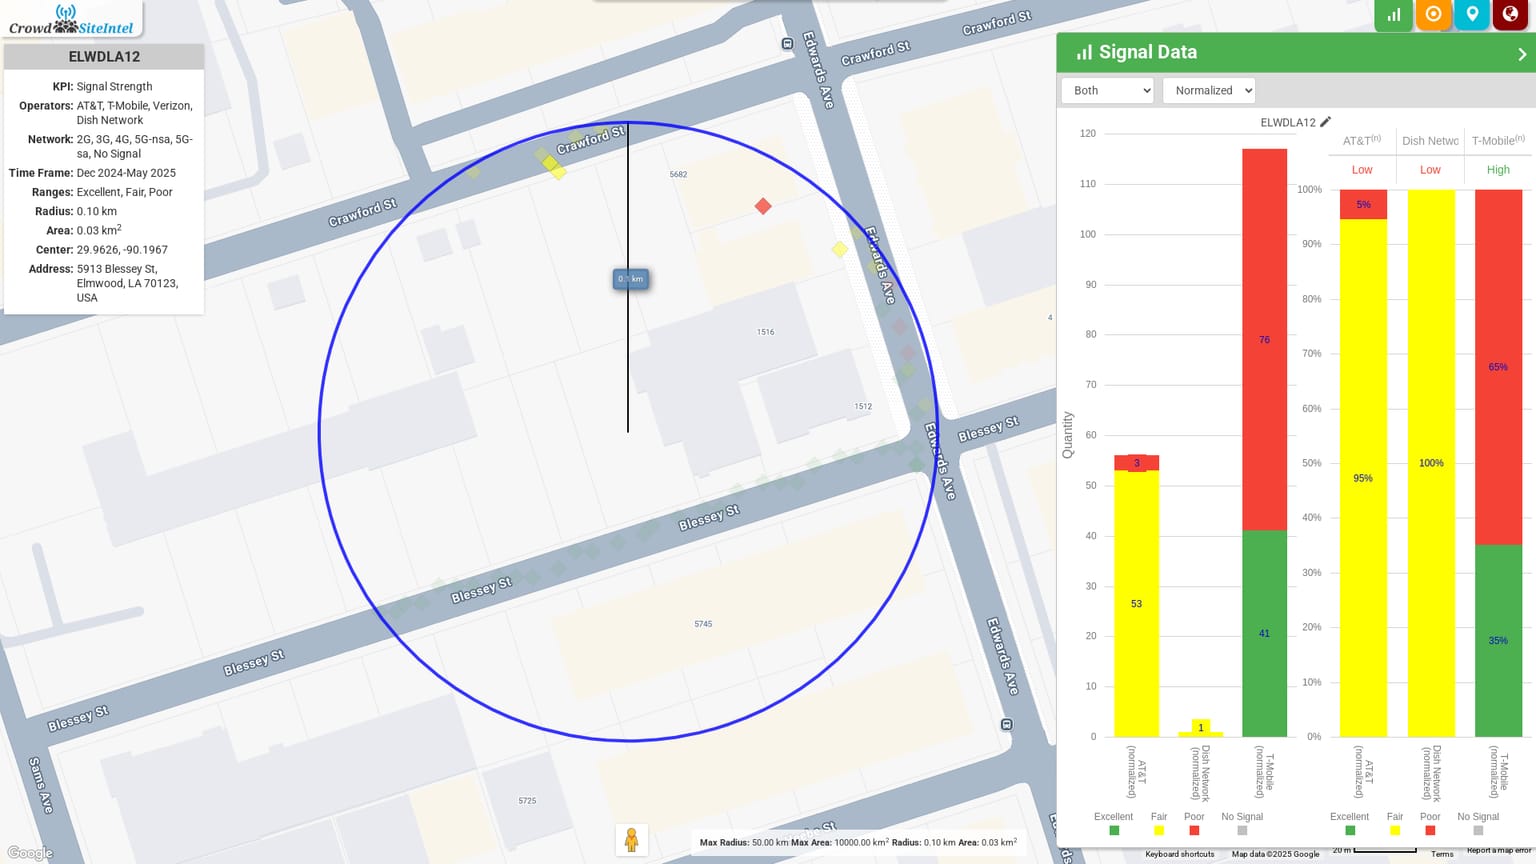 Crowd SiteIntel
ELWDLA12
KPI: Signal Strength
Operators: AT&T, T-Mobile, Verizon,
Dish Network
Network: 2G, 3G, 4G, 5G-nsa, 5G-
sa, No Signal
Time Frame: Dec 2024-May 2025
Ranges: Excellent, Fair, Poor
Radius: 0.10 km
Area: 0.03 km²
Center: 29.9626, -90.1967
Address: 5913 Blessey St,
Elmwood, LA 70123,
USA
Crawford St
Crawford St
Edwards Ave
Crawford St
Crawford St
5682
Edwards Ave
0.1 km
1516
4
1512
Blessey St
Edwards Ave
Blessey St
Blessey St
5745
Edwards Ave
Blessey St
Blessey St
Sams Ave
5725
Google
Max Radius: 50.00 km Max Area: 10000.00 km² Radius: 0.10 km Area: 0.03 km²
Signal Data
Both
Normalized
ELWDLA12
Quantity
120
110
100
90
80
70
60
50
40
30
20
10
0
3
53
1
76
41
AT&T
(normalized)
Dish Network
(normalized)
T-Mobile
(normalized)
Excellent Fair Poor No Signal
AT&T(n) Dish Netwo T-Mobile(n)
Low Low High
100%
90%
80%
70%
60%
50%
40%
30%
20%
10%
0%
5%
95%
100%
65%
35%
AT&T
(normalized)
Dish Network
(normalized)
T-Mobile
(normalized)
Excellent Fair Poor No Signal
Keyboard shortcuts Map data ©2025 Google 20 m Terms Report a map error